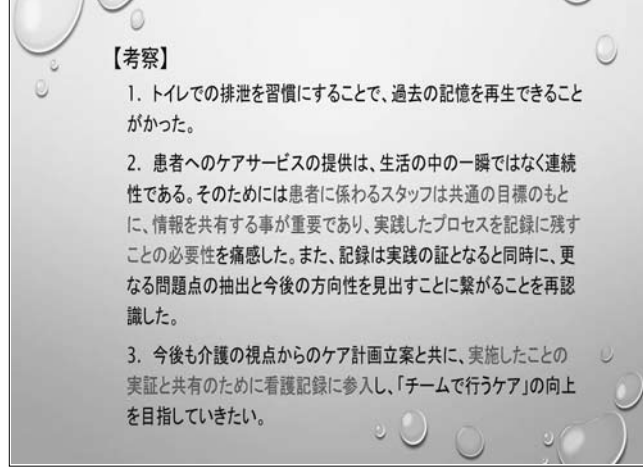 【考察】
1. トイレでの排泄を習慣にすることで、過去の記憶を再生できること
がかった。
2. 患者へのケアサービスの提供は、生活の中の一瞬ではなく連続
性である。そのためには患者に係わるスタッフは共通の目標のもと
に、情報を共有する事が重要であり、実践したプロセスを記録に残す
ことの必要性を痛感した。また、記録は実践の証となると同時に、更
なる問題点の抽出と今後の方向性を見出すことに繋がることを再認
識した。
3. 今後も介護の視点からのケア計画立案と共に、実施したことの
実証と共有のために看護記録に参入し、「チームで行うケア」の向上
を目指していきたい。